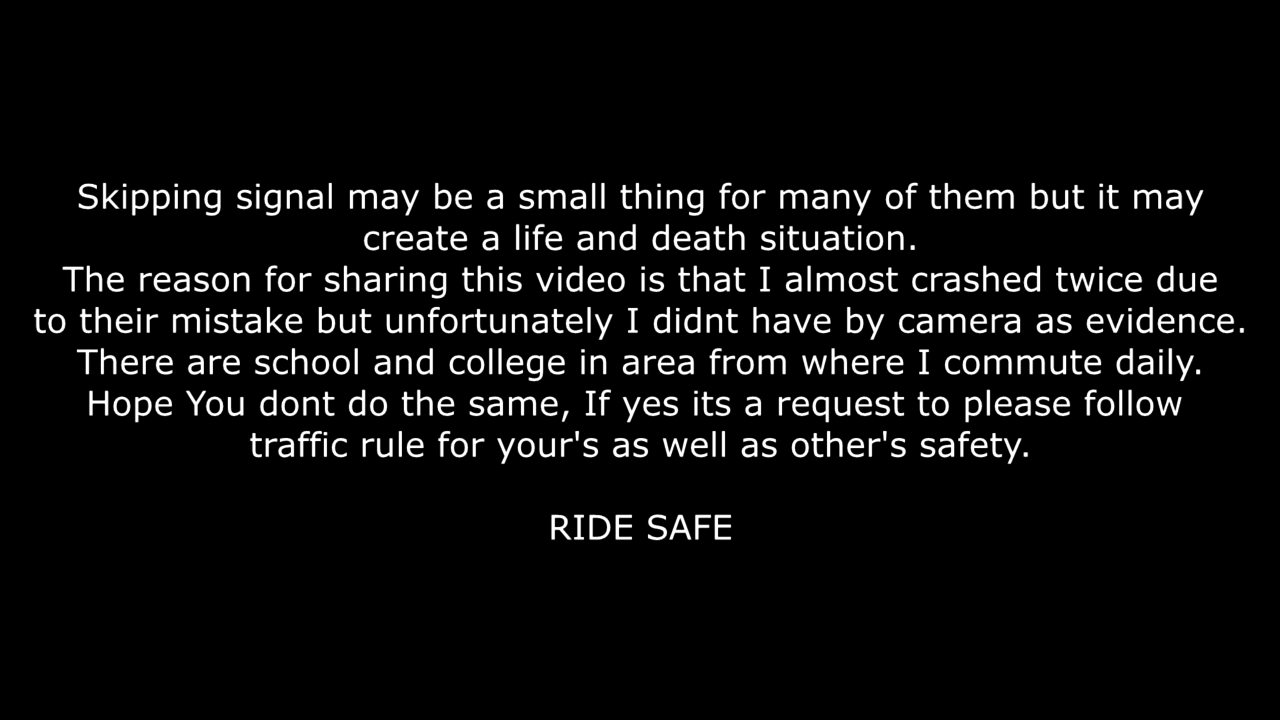 Skipping signal may be a small thing for many of them but it may
create a life and death situation.
The reason for sharing this video is that I almost crashed twice due
to their mistake but unfortunately I didnt have by camera as evidence.
There are school and college in area from where I commute daily.
Hope You dont do the same, If yes its a request to please follow
traffic rule for your's as well as other's safety.
RIDE SAFE